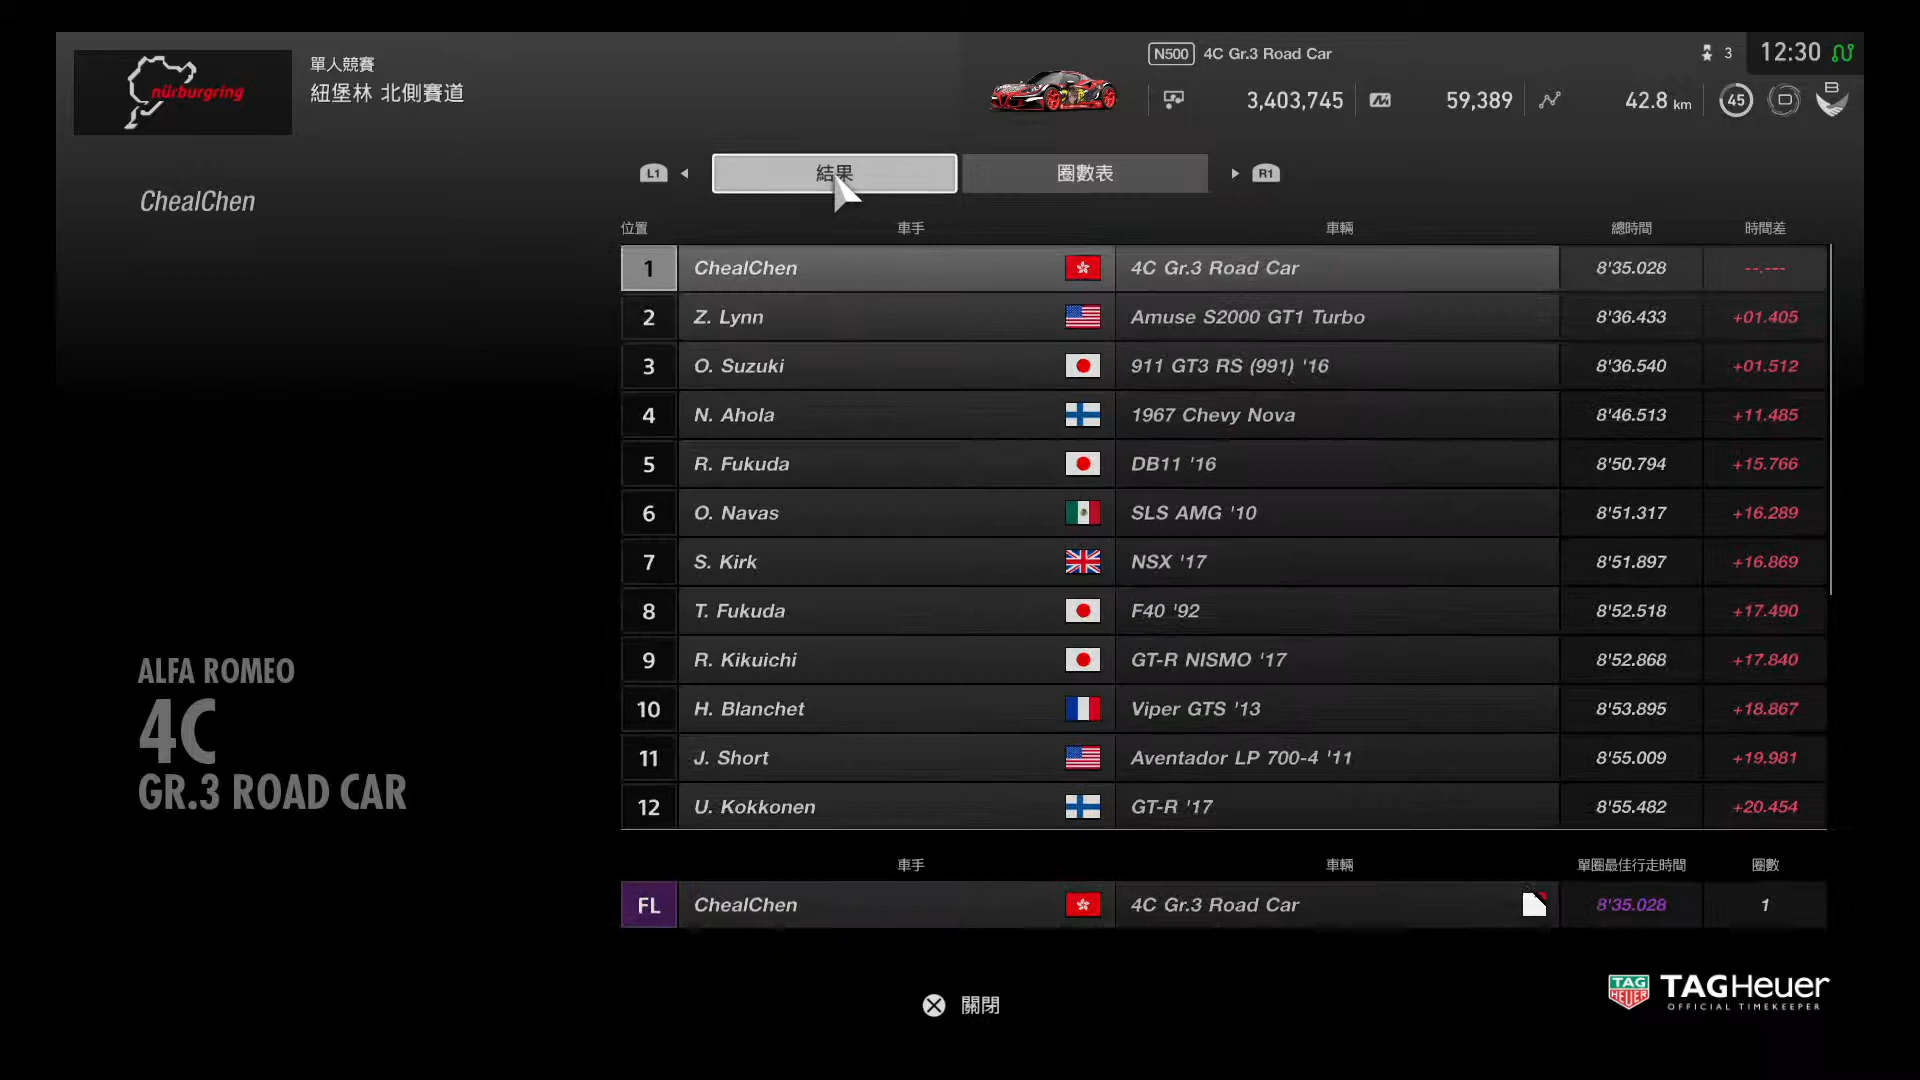 nürburgring
單人競賽
紐堡林 北側賽道
N500 4C Gr.3 Road Car
3
12:30
3,403,745
59,389
42.8 km
45
D
B
ChealChen
L1 結果 圈數表 R1
位置 車手 車輛 總時間 時間差
1 ChealChen 4C Gr.3 Road Car 8'35.028 --.---
2 Z. Lynn Amuse S2000 GT1 Turbo 8'36.433 +01.405
3 O. Suzuki 911 GT3 RS (991) '16 8'36.540 +01.512
4 N. Ahola 1967 Chevy Nova 8'46.513 +11.485
5 R. Fukuda DB11 '16 8'50.794 +15.766
6 O. Navas SLS AMG '10 8'51.317 +16.289
7 S. Kirk NSX '17 8'51.897 +16.869
8 T. Fukuda F40 '92 8'52.518 +17.490
9 R. Kikuichi GT-R NISMO '17 8'52.868 +17.840
10 H. Blanchet Viper GTS '13 8'53.895 +18.867
11 J. Short Aventador LP 700-4 '11 8'55.009 +19.981
12 U. Kokkonen GT-R '17 8'55.482 +20.454
ALFA ROMEO
4C
GR.3 ROAD CAR
車手 車輛 單圈最佳行走時間 圈數
FL ChealChen 4C Gr.3 Road Car 8'35.028 1
關閉
TAG HEUER
TAGHeuer
OFFICIAL TIMEKEEPER